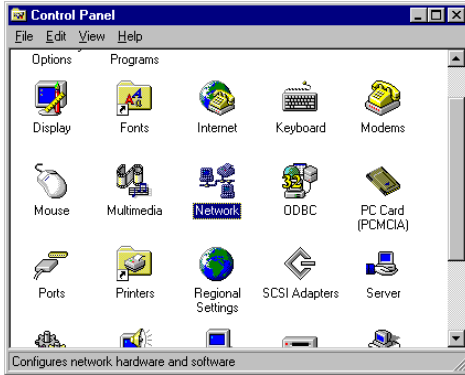 Control Panel
File Edit View Help
Options Programs
Display Fonts Internet Keyboard Modems
32
Mouse Multimedia Network ODBC PC Card
(PCMCIA)
Ports Printers Regional
Settings SCSI Adapters Server
Configures network hardware and software